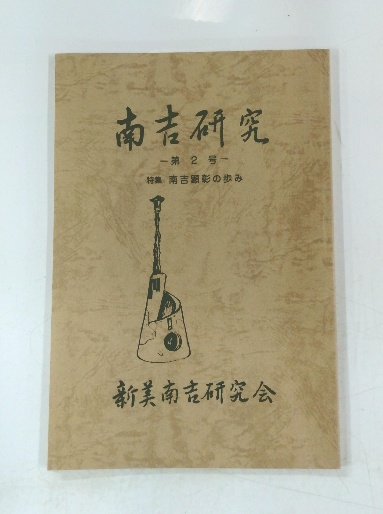 南吉研究
－第 2 号－
特集 南吉顕彰の歩み
新美南吉研究会